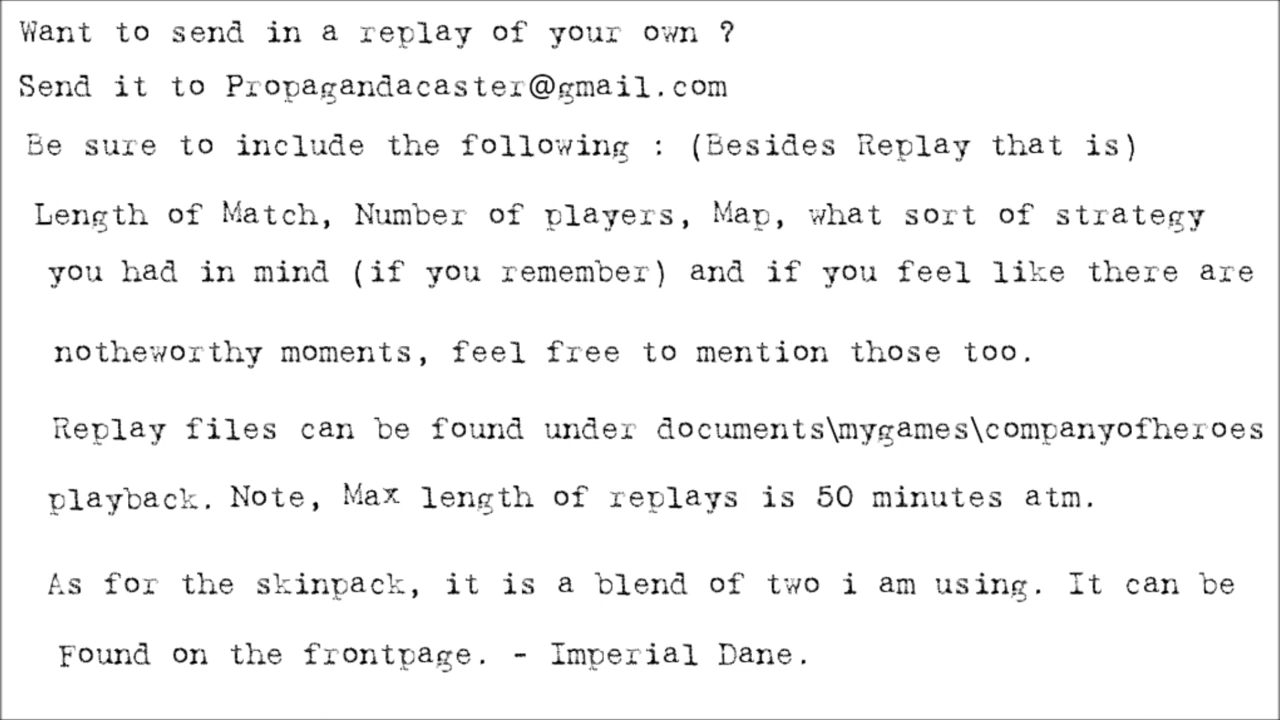 Want to send in a replay of your own ?
Send it to Propagandacaster@gmail.com
Be sure to include the following : (Besides Replay that is)
Length of Match, Number of players, Map, what sort of strategy
you had in mind (if you remember) and if you feel like there are
notheworthy moments, feel free to mention those too.
Replay files can be found under documents\mygames\companyofheroes
playback. Note, Max length of replays is 50 minutes atm.
As for the skinpack, it is a blend of two i am using. It can be
Found on the frontpage. - Imperial Dane.